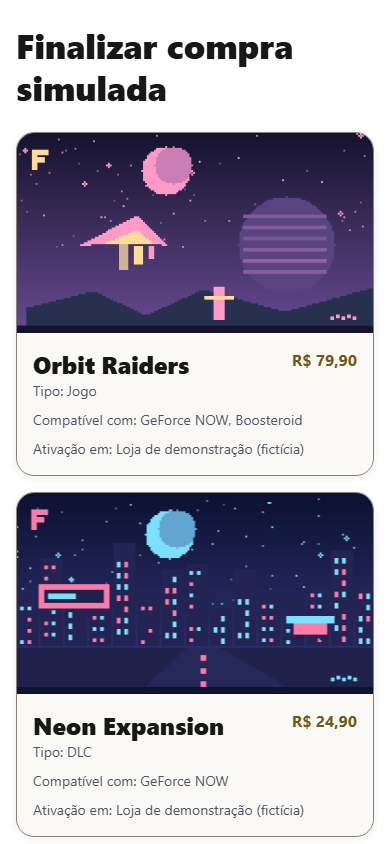 Finalizar compra
simulada
F
Orbit Raiders
R$ 79,90
Tipo: Jogo
Compatível com: GeForce NOW, Boosteroid
Ativação em: Loja de demonstração (fictícia)
F
Neon Expansion
R$ 24,90
Tipo: DLC
Compatível com: GeForce NOW
Ativação em: Loja de demonstração (fictícia)